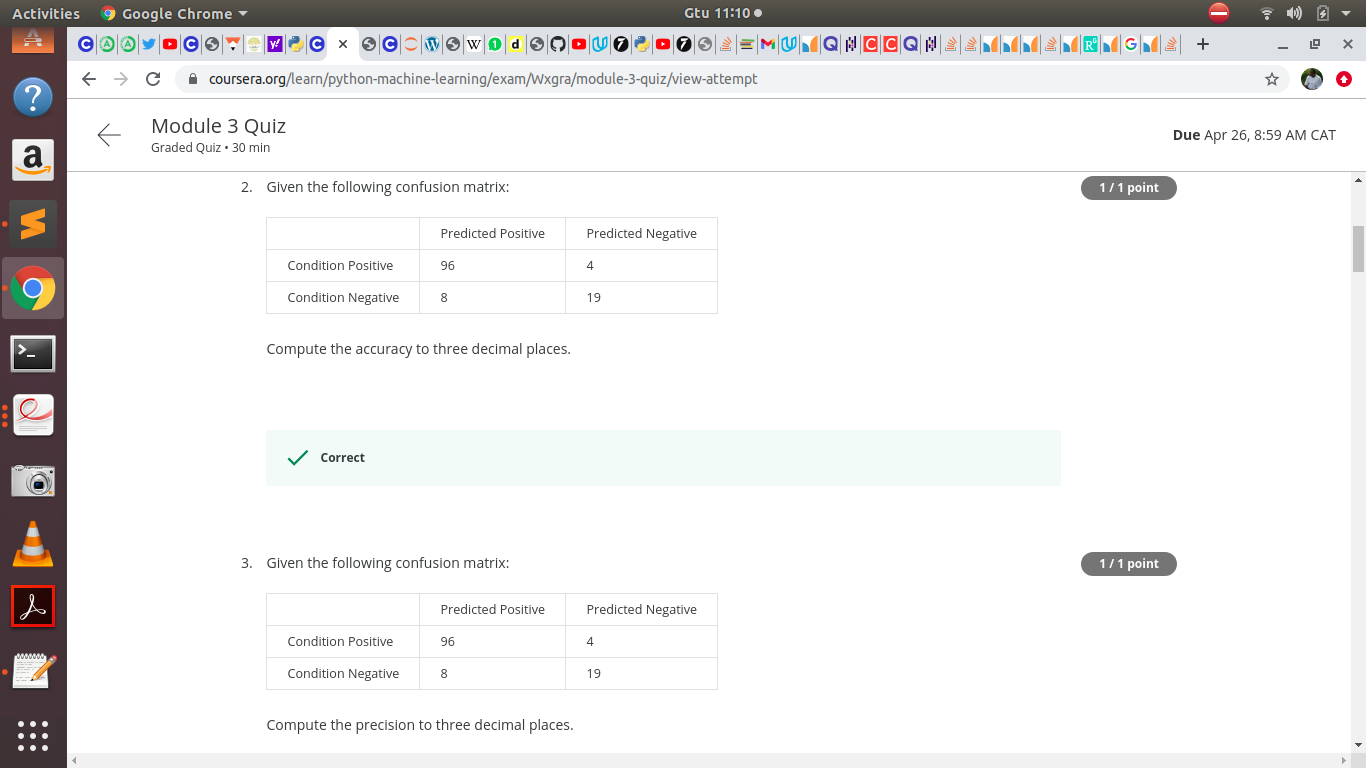 Activities Google Chrome Gtu 11:10
coursera.org/learn/python-machine-learning/exam/Wxgra/module-3-quiz/view-attempt
Module 3 Quiz
Graded Quiz • 30 min
Due Apr 26, 8:59 AM CAT
2. Given the following confusion matrix: 1 / 1 point
Predicted Positive Predicted Negative
Condition Positive 96 4
Condition Negative 8 19
Compute the accuracy to three decimal places.
Correct
3. Given the following confusion matrix: 1 / 1 point
Predicted Positive Predicted Negative
Condition Positive 96 4
Condition Negative 8 19
Compute the precision to three decimal places.